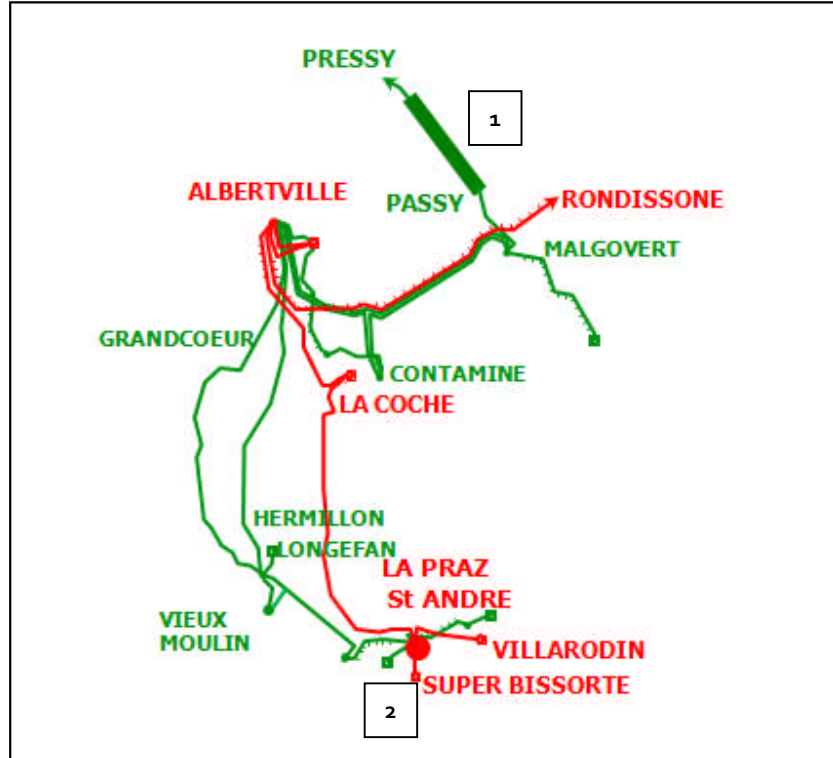 PRESSY
1
ALBERTVILLE
PASSY
RONDISSONE
MALGOVERT
GRANDCOEUR
CONTAMINE
LA COCHE
HERMILLON
LONGEFAN
LA PRAZ
St ANDRE
VIEUX
MOULIN
VILLARODIN
SUPER BISSORTE
2